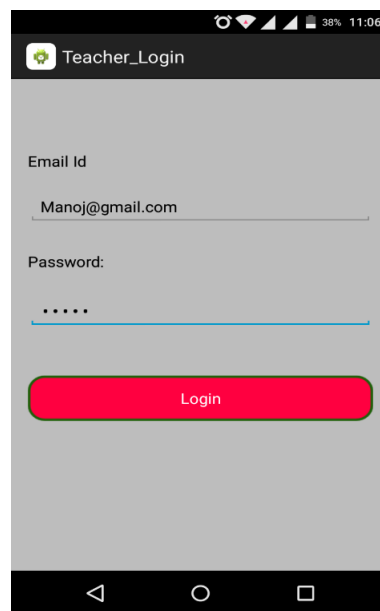 38% 11:06
Teacher_Login
Email Id
Manoj@gmail.com
Password:
•••••
Login